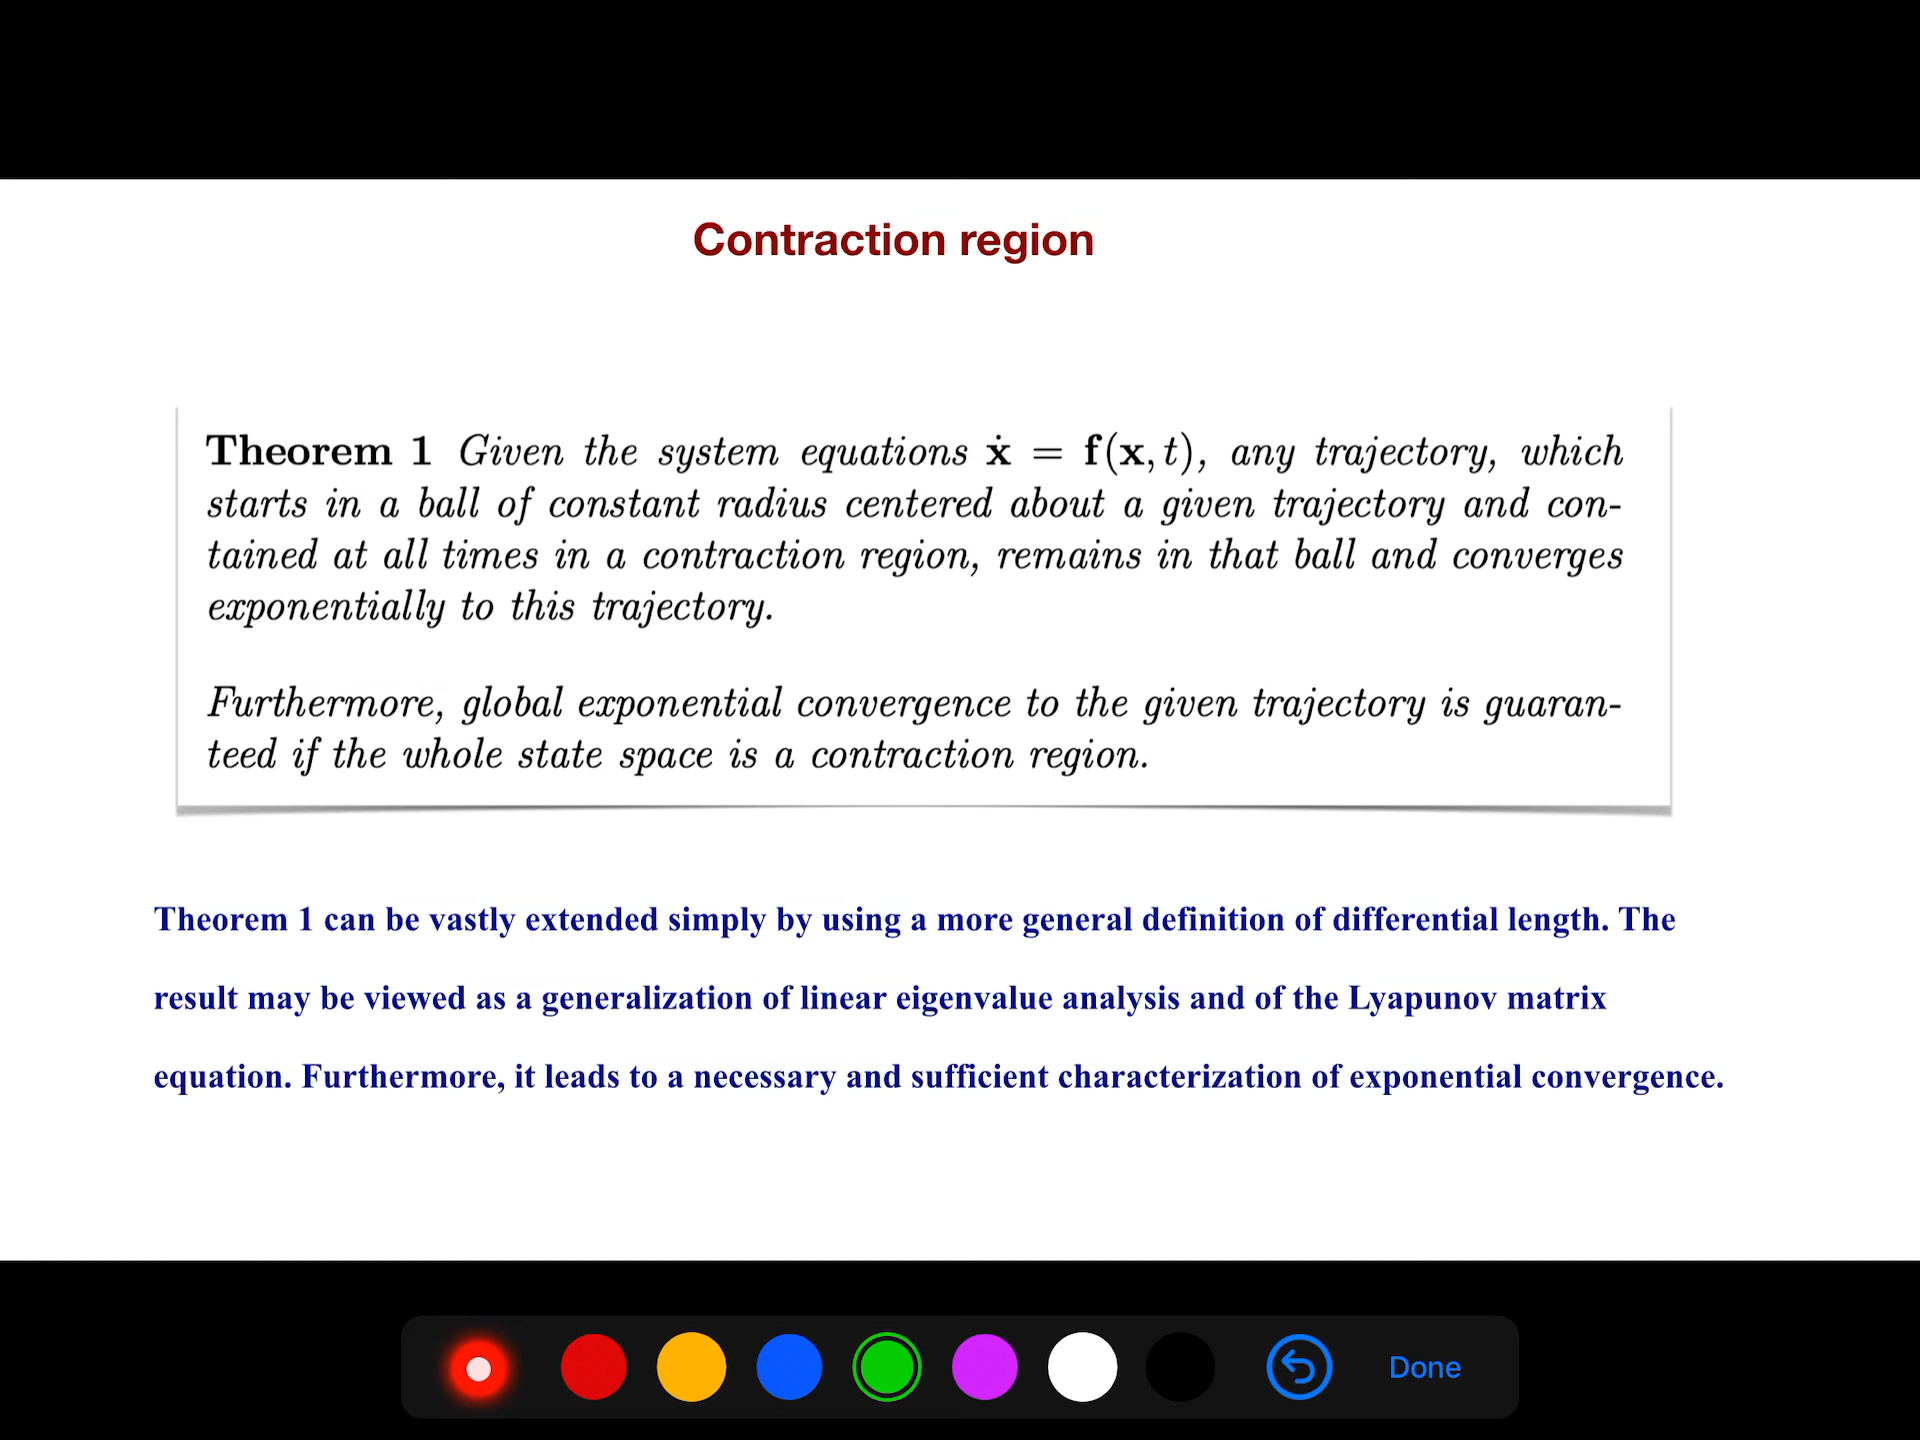 Contraction region
Theorem 1 Given the system equations ẋ = f(x, t), any trajectory, which
starts in a ball of constant radius centered about a given trajectory and con-
tained at all times in a contraction region, remains in that ball and converges
exponentially to this trajectory.
Furthermore, global exponential convergence to the given trajectory is guaran-
teed if the whole state space is a contraction region.
Theorem 1 can be vastly extended simply by using a more general definition of differential length. The
result may be viewed as a generalization of linear eigenvalue analysis and of the Lyapunov matrix
equation. Furthermore, it leads to a necessary and sufficient characterization of exponential convergence.
Done